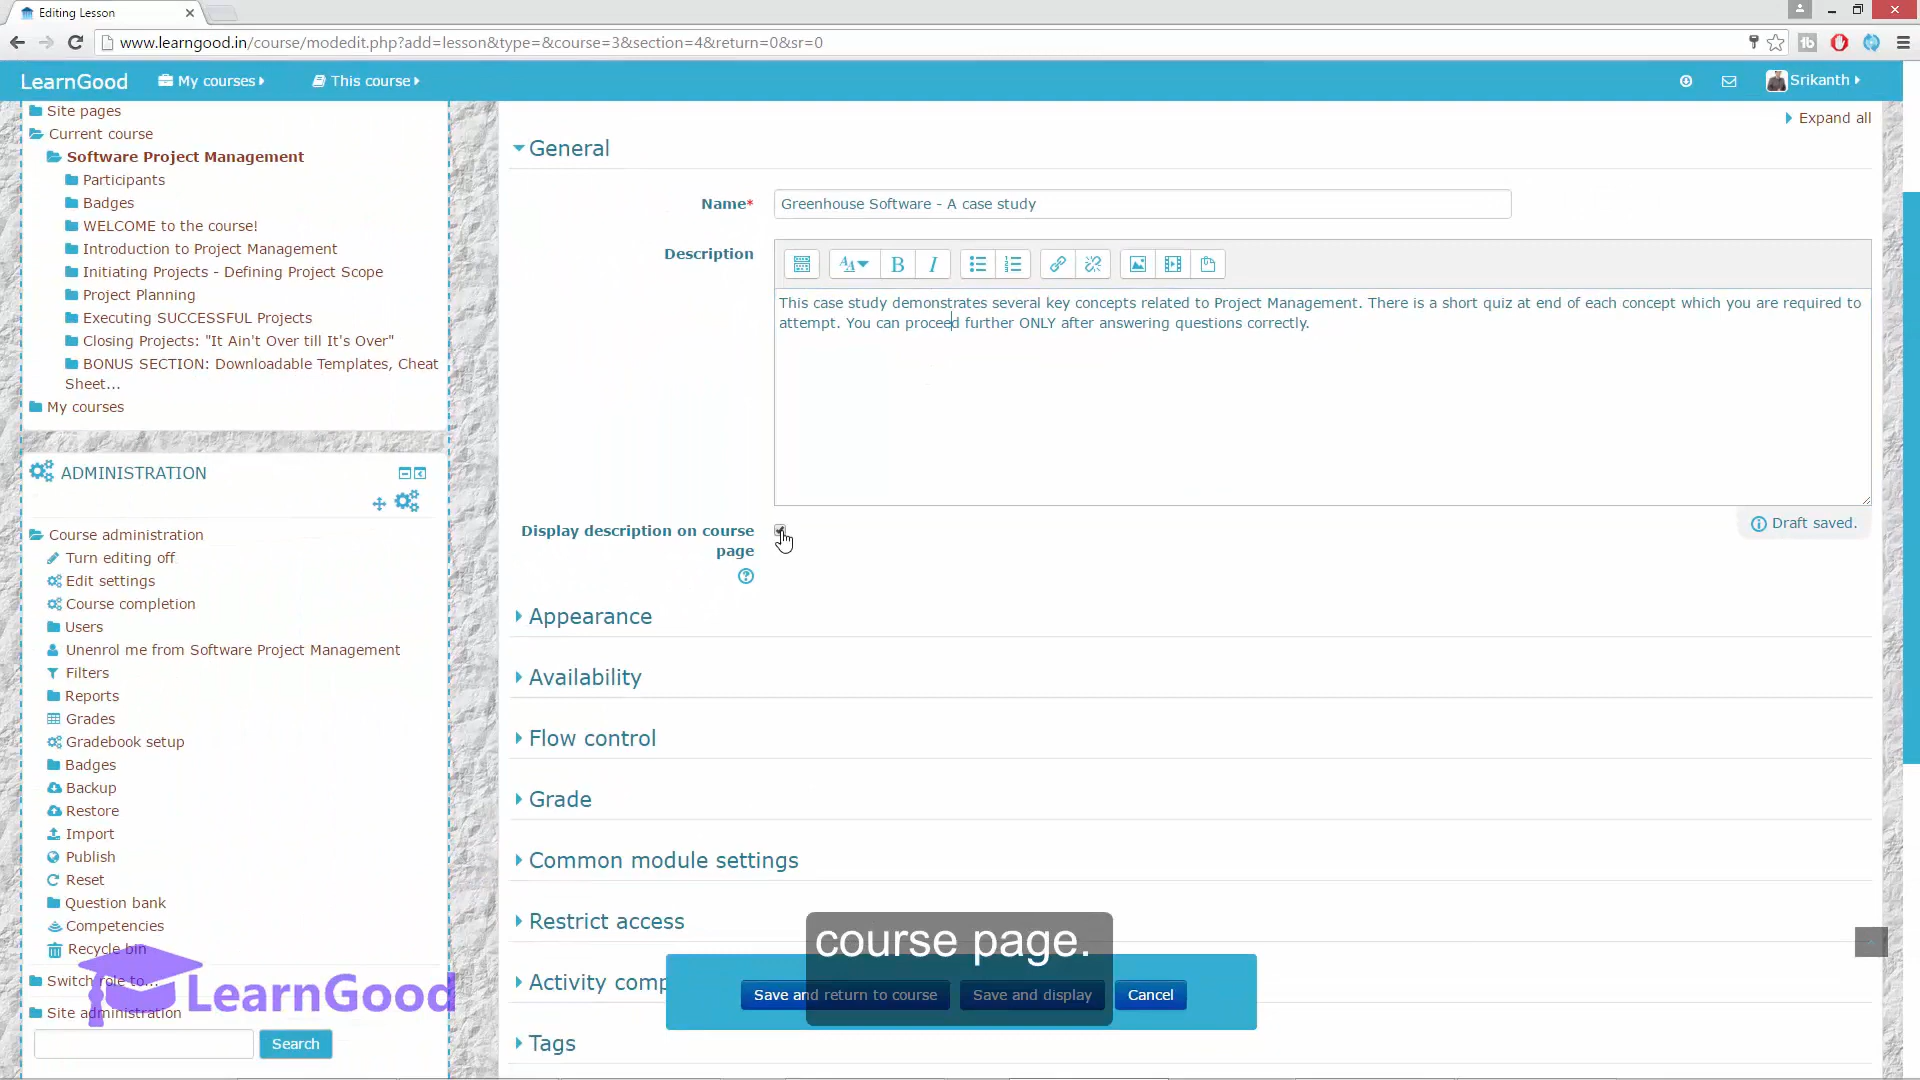 Editing Lesson
www.learngood.in/course/modedit.php?add=lesson&type=&course=3&section=4&return=0&sr=0
LearnGood
My courses
This course
Srikanth
Site pages
Current course
Software Project Management
Participants
Badges
WELCOME to the course!
Introduction to Project Management
Initiating Projects - Defining Project Scope
Project Planning
Executing SUCCESSFUL Projects
Closing Projects: "It Ain't Over till It's Over"
BONUS SECTION: Downloadable Templates, Cheat
Sheet...
My courses
ADMINISTRATION
Course administration
Turn editing off
Edit settings
Course completion
Users
Unenrol me from Software Project Management
Filters
Reports
Grades
Gradebook setup
Badges
Backup
Restore
Import
Publish
Reset
Question bank
Competencies
Recycle bin
Switch role to...
LearnGood
Site administration
Search
Expand all
General
Name*
Greenhouse Software - A case study
Description
This case study demonstrates several key concepts related to Project Management. There is a short quiz at end of each concept which you are required to
attempt. You can proceed further ONLY after answering questions correctly.
Draft saved.
Display description on course
page
Appearance
Availability
Flow control
Grade
Common module settings
Restrict access
course page.
Activity comp
Save and return to course
Save and display
Cancel
Tags